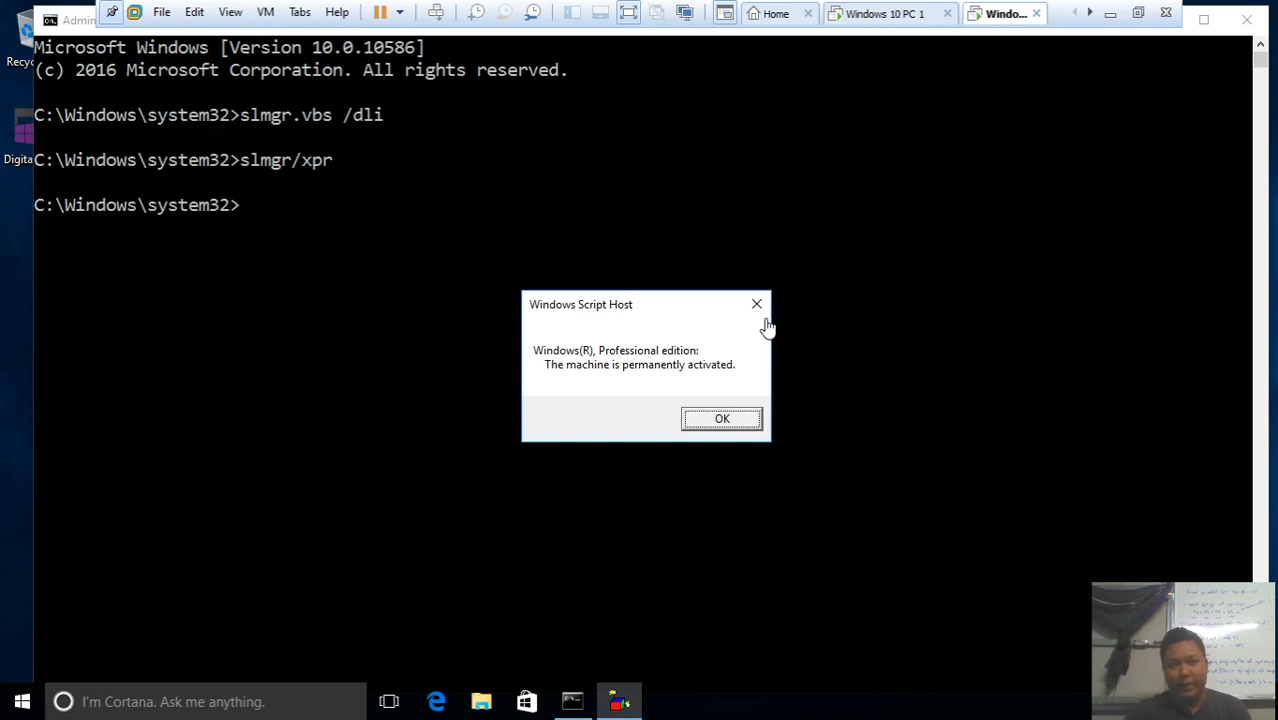 File Edit View VM Tabs Help
Home Windows 10 PC 1 Windo...
Recyc
Digita
Microsoft Windows [Version 10.0.10586]
(c) 2016 Microsoft Corporation. All rights reserved.
C:\Windows\system32>slmgr.vbs /dli
C:\Windows\system32>slmgr/xpr
C:\Windows\system32>
Windows Script Host
Windows(R), Professional edition:
The machine is permanently activated.
OK
I'm Cortana. Ask me anything.